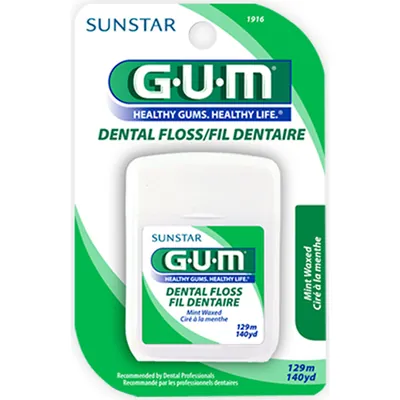 SUNSTAR
1916
G·U·M®
HEALTHY GUMS. HEALTHY LIFE.®
DENTAL FLOSS/FIL DENTAIRE
SUNSTAR
G·U·M®
HEALTHY GUMS. HEALTHY LIFE.®
DENTAL FLOSS
FIL DENTAIRE
Mint Waxed
Ciré à la menthe
129m
140yd
Mint Waxed
Ciré à la menthe
Recommended by Dental Professionals
Recommandé par les professionnels dentaires
129m
140yd